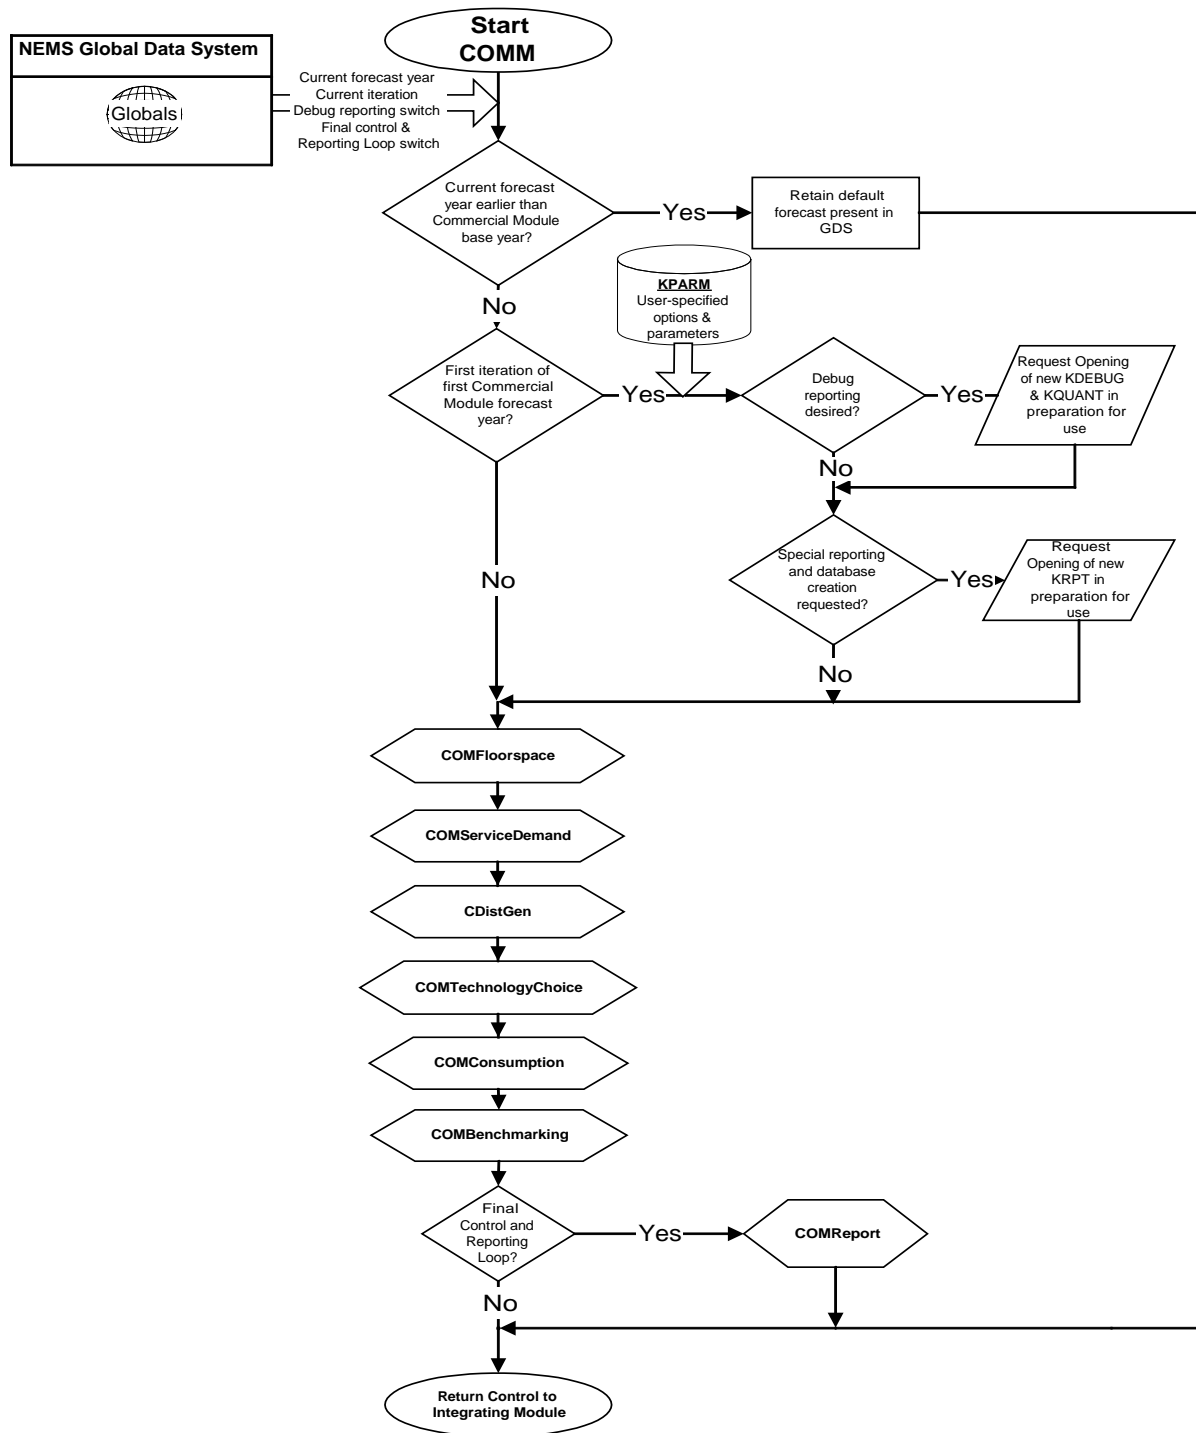 Start
COMM
NEMS Global Data System
Globals
Current forecast year
Current iteration
Debug reporting switch
Final control &
Reporting Loop switch
Current forecast
year earlier than
Commercial Module
base year?
Yes
Retain default
forecast present in
GDS
No
KPARM
User-specified
options &
parameters
First iteration of
first Commercial
Module forecast
year?
Yes
Debug
reporting
desired?
Yes
Request Opening
of new KDEBUG
& KQUANT in
preparation for
use
No
Special reporting
and database
creation
requested?
Yes
Request
Opening of new
KRPT in
preparation for
use
No
No
COMFloorspace
COMServiceDemand
CDistGen
COMTechnologyChoice
COMConsumption
COMBenchmarking
Final
Control and
Reporting
Loop?
Yes
COMReport
No
Return Control to
Integrating Module